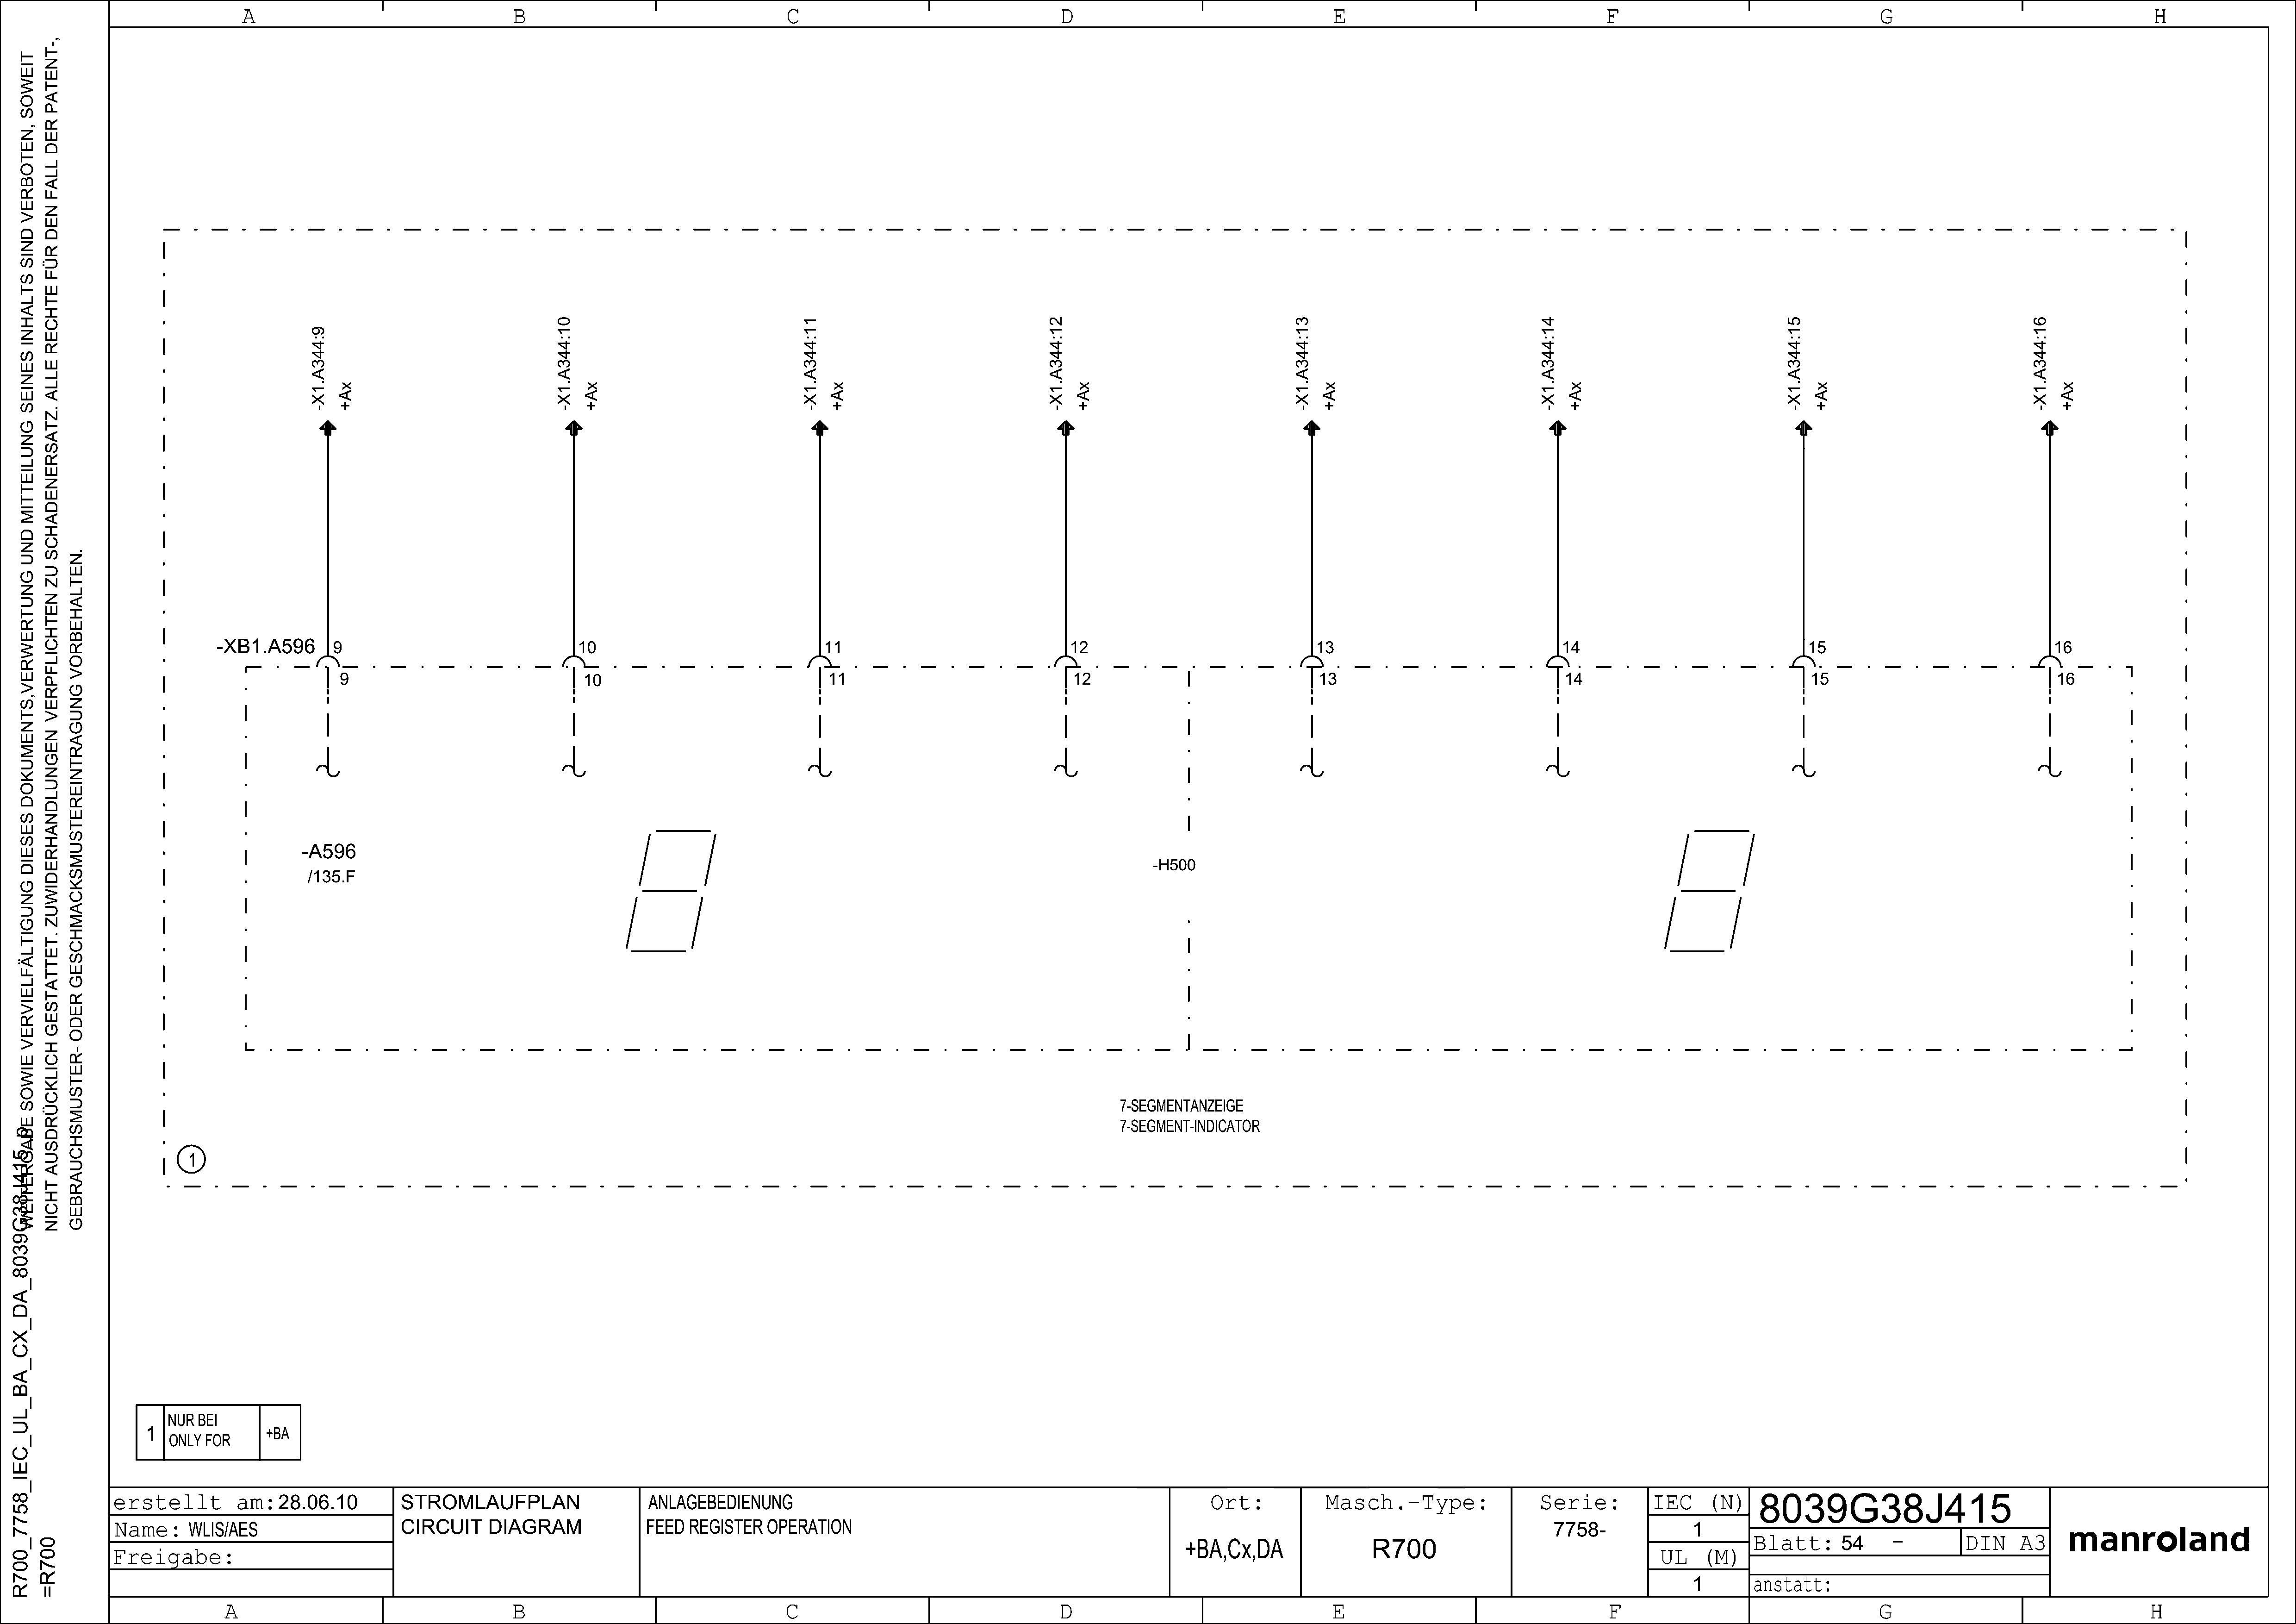 A B C D E F G H
WEITERGABE SOWIE VERVIELFÄLTIGUNG DIESES DOKUMENTS,VERWERTUNG UND MITTEILUNG SEINES INHALTS SIND VERBOTEN, SOWEIT
NICHT AUSDRÜCKLICH GESTATTET. ZUWIDERHANDLUNGEN VERPFLICHTEN ZU SCHADENERSATZ. ALLE RECHTE FÜR DEN FALL DER PATENT-,
GEBRAUCHSMUSTER- ODER GESCHMACKSMUSTEREINTRAGUNG VORBEHALTEN.
R700_7758_IEC_UL_BA_CX_DA_8039G38J415_p
=R700
-X1.A344:9
+Ax
-X1.A344:10
+Ax
-X1.A344:11
+Ax
-X1.A344:12
+Ax
-X1.A344:13
+Ax
-X1.A344:14
+Ax
-X1.A344:15
+Ax
-X1.A344:16
+Ax
-XB1.A596 9 10 11 12 13 14 15 16
9 10 11 12 13 14 15 16
-A596
/135.F
-H500
7-SEGMENTANZEIGE
7-SEGMENT-INDICATOR
1
1 NUR BEI
ONLY FOR
+BA
erstellt am: 28.06.10
Name: WLIS/AES
Freigabe:
STROMLAUFPLAN
CIRCUIT DIAGRAM
ANLAGEBEDIENUNG
FEED REGISTER OPERATION
Ort:
+BA,Cx,DA
Masch.-Type:
R700
Serie:
7758-
IEC (N)
1
UL (M)
1
8039G38J415
Blatt: 54 -
DIN A3
anstatt:
manroland
A B C D E F G H